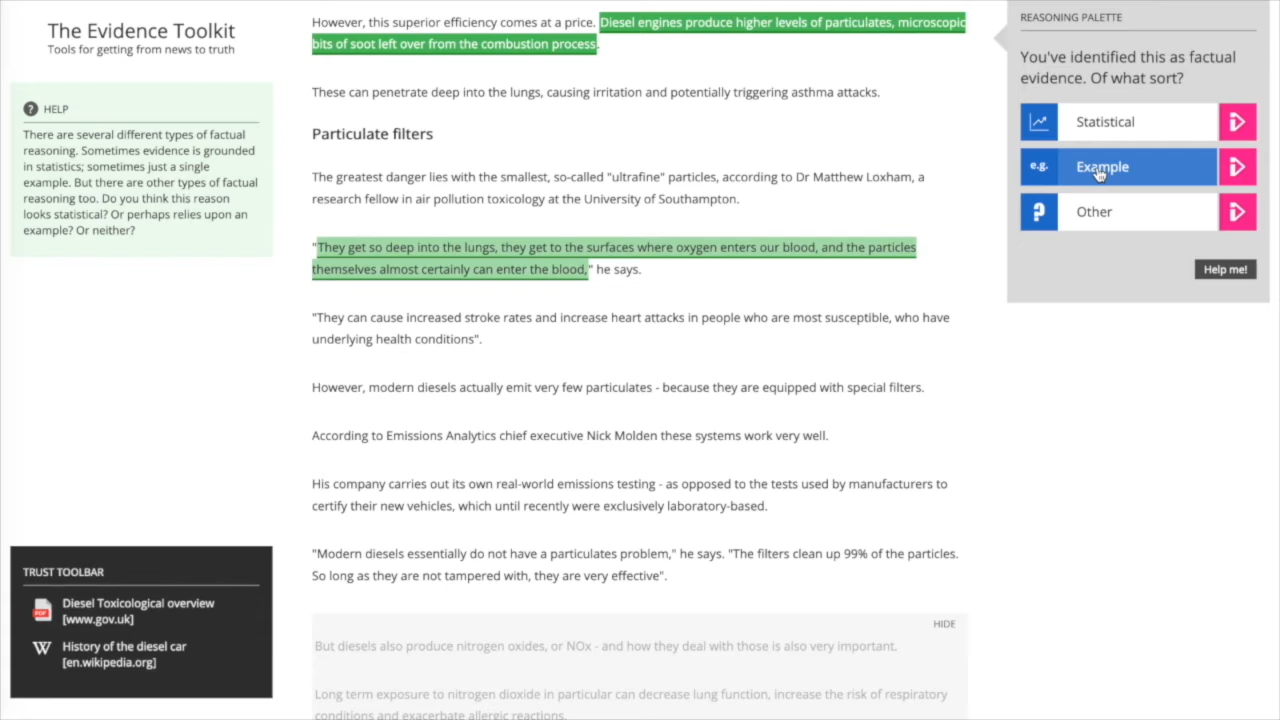 The Evidence Toolkit
Tools for getting from news to truth
? HELP
There are several different types of factual
reasoning. Sometimes evidence is grounded
in statistics; sometimes just a single
example. But there are other types of factual
reasoning too. Do you think this reason
looks statistical? Or perhaps relies upon an
example? Or neither?
TRUST TOOLBAR
PDF
Diesel Toxicological overview
[www.gov.uk]
W
History of the diesel car
[en.wikipedia.org]
However, this superior efficiency comes at a price. Diesel engines produce higher levels of particulates, microscopic
bits of soot left over from the combustion process.
These can penetrate deep into the lungs, causing irritation and potentially triggering asthma attacks.
Particulate filters
The greatest danger lies with the smallest, so-called "ultrafine" particles, according to Dr Matthew Loxham, a
research fellow in air pollution toxicology at the University of Southampton.
"They get so deep into the lungs, they get to the surfaces where oxygen enters our blood, and the particles
themselves almost certainly can enter the blood," he says.
"They can cause increased stroke rates and increase heart attacks in people who are most susceptible, who have
underlying health conditions".
However, modern diesels actually emit very few particulates - because they are equipped with special filters.
According to Emissions Analytics chief executive Nick Molden these systems work very well.
His company carries out its own real-world emissions testing - as opposed to the tests used by manufacturers to
certify their new vehicles, which until recently were exclusively laboratory-based.
"Modern diesels essentially do not have a particulates problem," he says. "The filters clean up 99% of the particles.
So long as they are not tampered with, they are very effective".
HIDE
But diesels also produce nitrogen oxides, or NOx - and how they deal with those is also very important.
Long term exposure to nitrogen dioxide in particular can decrease lung function, increase the risk of respiratory
conditions and exacerbate allergic reactions.
REASONING PALETTE
You've identified this as factual
evidence. Of what sort?
Statistical
e.g. Example
? Other
Help me!